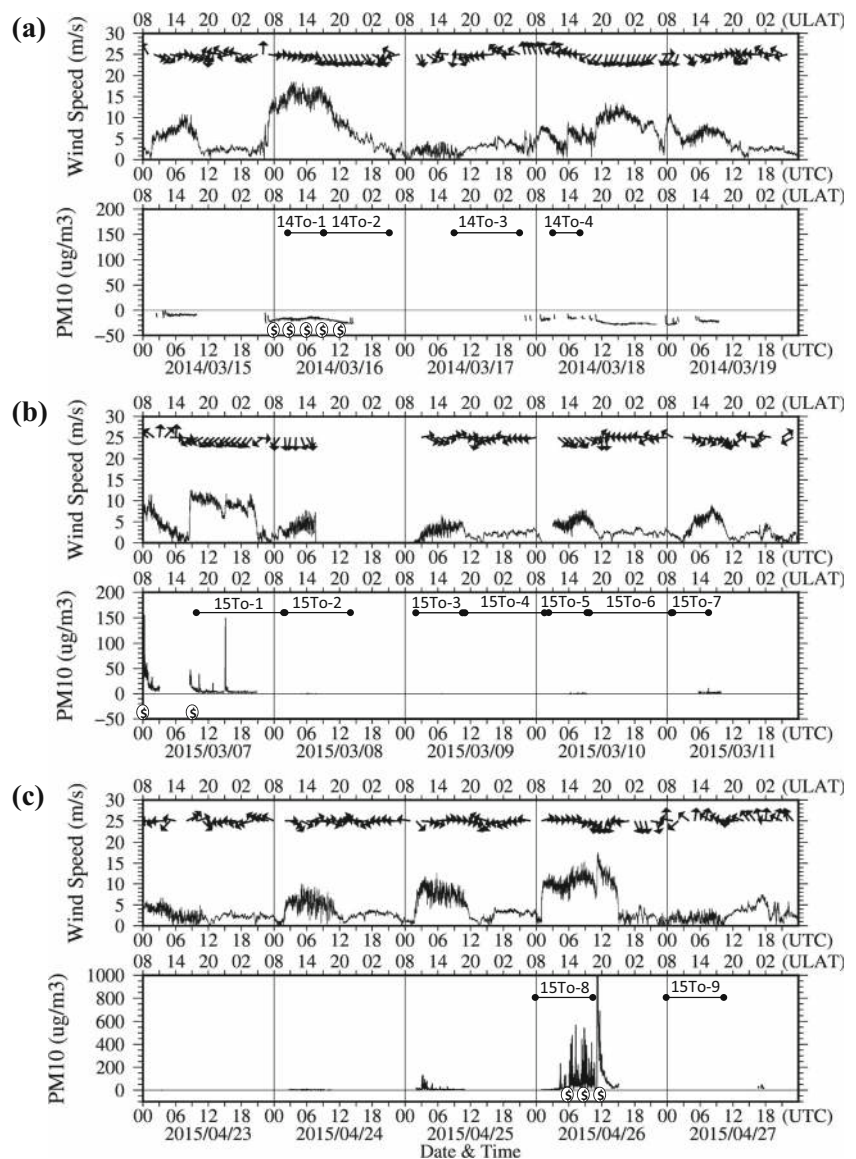 (a)
08 14 20 02 08 14 20 02 08 14 20 02 08 14 20 02 08 14 20 02 (ULAT)
Wind Speed (m/s)
30
25
20
15
10
5
0
00 06 12 18 00 06 12 18 00 06 12 18 00 06 12 18 00 06 12 18 (UTC)
08 14 20 02 08 14 20 02 08 14 20 02 08 14 20 02 08 14 20 02 (ULAT)
PM10 (ug/m3)
200
150
100
50
0
−50
14To-1 14To-2 14To-3 14To-4
$ $ $ $ $
00 06 12 18 00 06 12 18 00 06 12 18 00 06 12 18 00 06 12 18 (UTC)
2014/03/15 2014/03/16 2014/03/17 2014/03/18 2014/03/19
(b)
08 14 20 02 08 14 20 02 08 14 20 02 08 14 20 02 08 14 20 02 (ULAT)
Wind Speed (m/s)
30
25
20
15
10
5
0
00 06 12 18 00 06 12 18 00 06 12 18 00 06 12 18 00 06 12 18 (UTC)
08 14 20 02 08 14 20 02 08 14 20 02 08 14 20 02 08 14 20 02 (ULAT)
PM10 (ug/m3)
200
150
100
50
0
−50
15To-1 15To-2 15To-3 15To-4 15To-5 15To-6 15To-7
$ $
00 06 12 18 00 06 12 18 00 06 12 18 00 06 12 18 00 06 12 18 (UTC)
2015/03/07 2015/03/08 2015/03/09 2015/03/10 2015/03/11
(c)
08 14 20 02 08 14 20 02 08 14 20 02 08 14 20 02 08 14 20 02 (ULAT)
Wind Speed (m/s)
30
25
20
15
10
5
0
00 06 12 18 00 06 12 18 00 06 12 18 00 06 12 18 00 06 12 18 (UTC)
08 14 20 02 08 14 20 02 08 14 20 02 08 14 20 02 08 14 20 02 (ULAT)
PM10 (ug/m3)
1000
800
600
400
200
0
15To-8 15To-9
$ $ $
00 06 12 18 00 06 12 18 00 06 12 18 00 06 12 18 00 06 12 18 (UTC)
2015/04/23 2015/04/24 2015/04/25 2015/04/26 2015/04/27
Date & Time